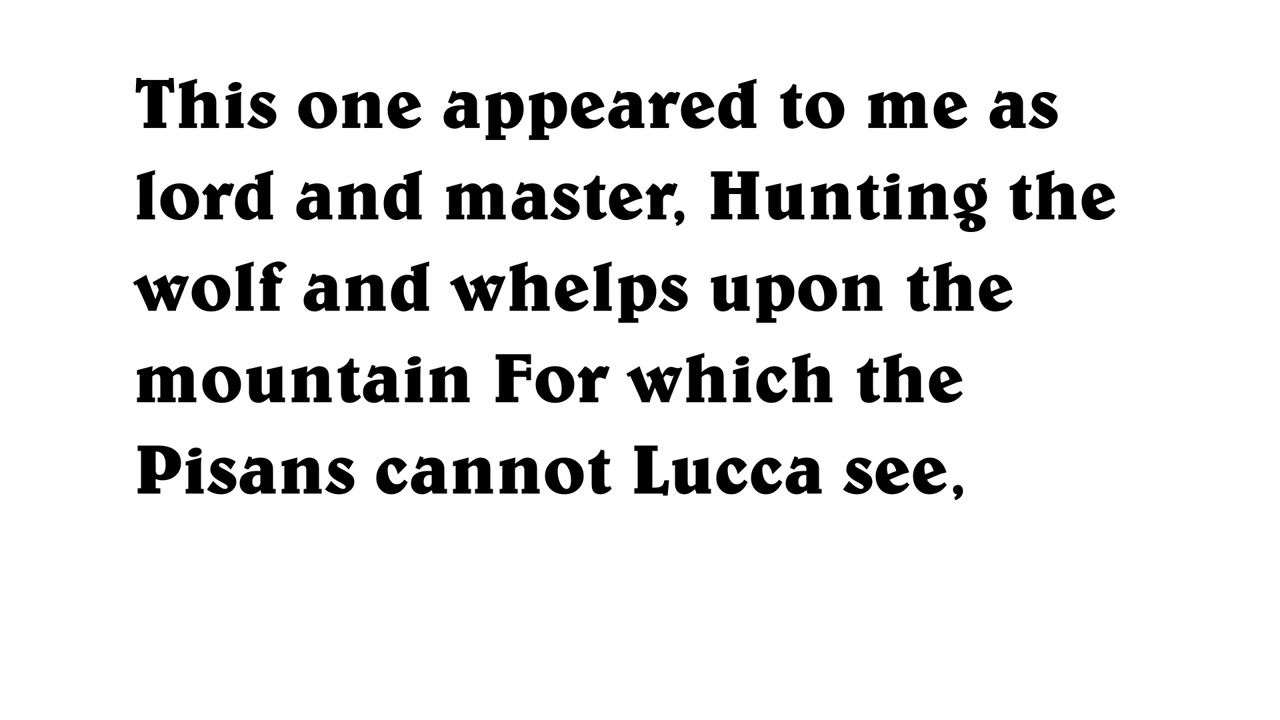 This one appeared to me as
lord and master, Hunting the
wolf and whelps upon the
mountain For which the
Pisans cannot Lucca see,